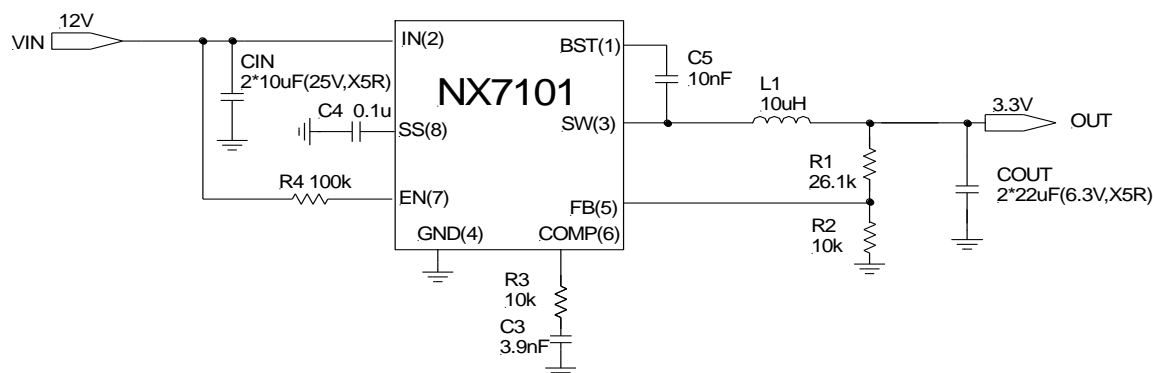 12V
VIN
CIN
2*10uF(25V,X5R)
IN(2)
BST(1)
NX7101
C5
10nF
L1
10uH
C4 0.1u
SS(8)
SW(3)
3.3V
OUT
R1
26.1k
COUT
2*22uF(6.3V,X5R)
R4 100k
EN(7)
FB(5)
R2
10k
GND(4)
COMP(6)
R3
10k
C3
3.9nF